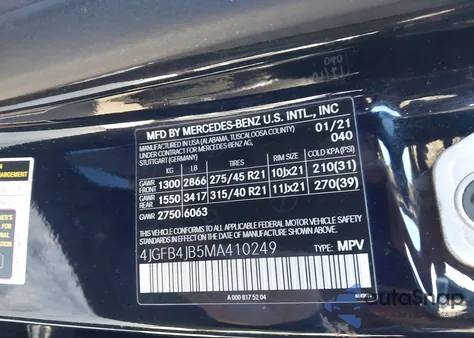 MFD BY MERCEDES-BENZ U.S. INTL., INC
MANUFACTURED IN USA (ALABAMA, TUSCALOOSA COUNTY)
UNDER CONTRACT FOR MERCEDES-BENZ AG,
STUTTGART (GERMANY)
01/21
040
KG LB TIRES RIM SIZE COLD KPA (PSI)
GAWR FRONT 1300 2866 275/45 R21 10Jx21 210(31)
GAWR REAR 1550 3417 315/40 R21 11Jx21 270(39)
GVWR 2750 6063
THIS VEHICLE CONFORMS TO ALL APPLICABLE FEDERAL MOTOR VEHICLE SAFETY
STANDARDS IN EFFECT ON THE DATE OF MANUFACTURE SHOWN ABOVE.
4JGFB4JB5MA410249 TYPE: MPV
A 000 817 52 04
AutaSnap